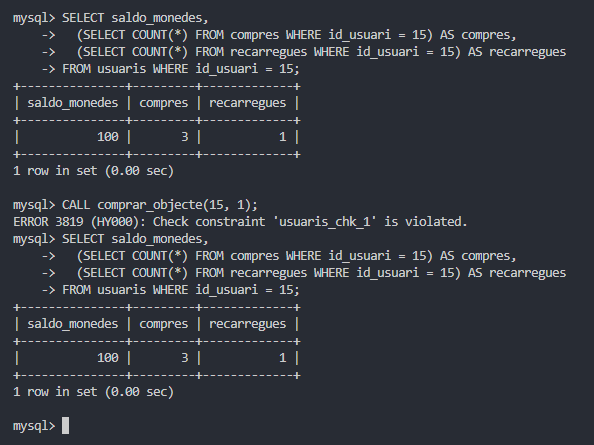 mysql> SELECT saldo_monedes,
    ->   (SELECT COUNT(*) FROM compres WHERE id_usuari = 15) AS compres,
    ->   (SELECT COUNT(*) FROM recarregues WHERE id_usuari = 15) AS recarregues
    -> FROM usuaris WHERE id_usuari = 15;
+---------------+---------+-------------+
| saldo_monedes | compres | recarregues |
+---------------+---------+-------------+
|           100 |       3 |           1 |
+---------------+---------+-------------+
1 row in set (0.00 sec)

mysql> CALL comprar_objecte(15, 1);
ERROR 3819 (HY000): Check constraint 'usuaris_chk_1' is violated.
mysql> SELECT saldo_monedes,
    ->   (SELECT COUNT(*) FROM compres WHERE id_usuari = 15) AS compres,
    ->   (SELECT COUNT(*) FROM recarregues WHERE id_usuari = 15) AS recarregues
    -> FROM usuaris WHERE id_usuari = 15;
+---------------+---------+-------------+
| saldo_monedes | compres | recarregues |
+---------------+---------+-------------+
|           100 |       3 |           1 |
+---------------+---------+-------------+
1 row in set (0.00 sec)

mysql>